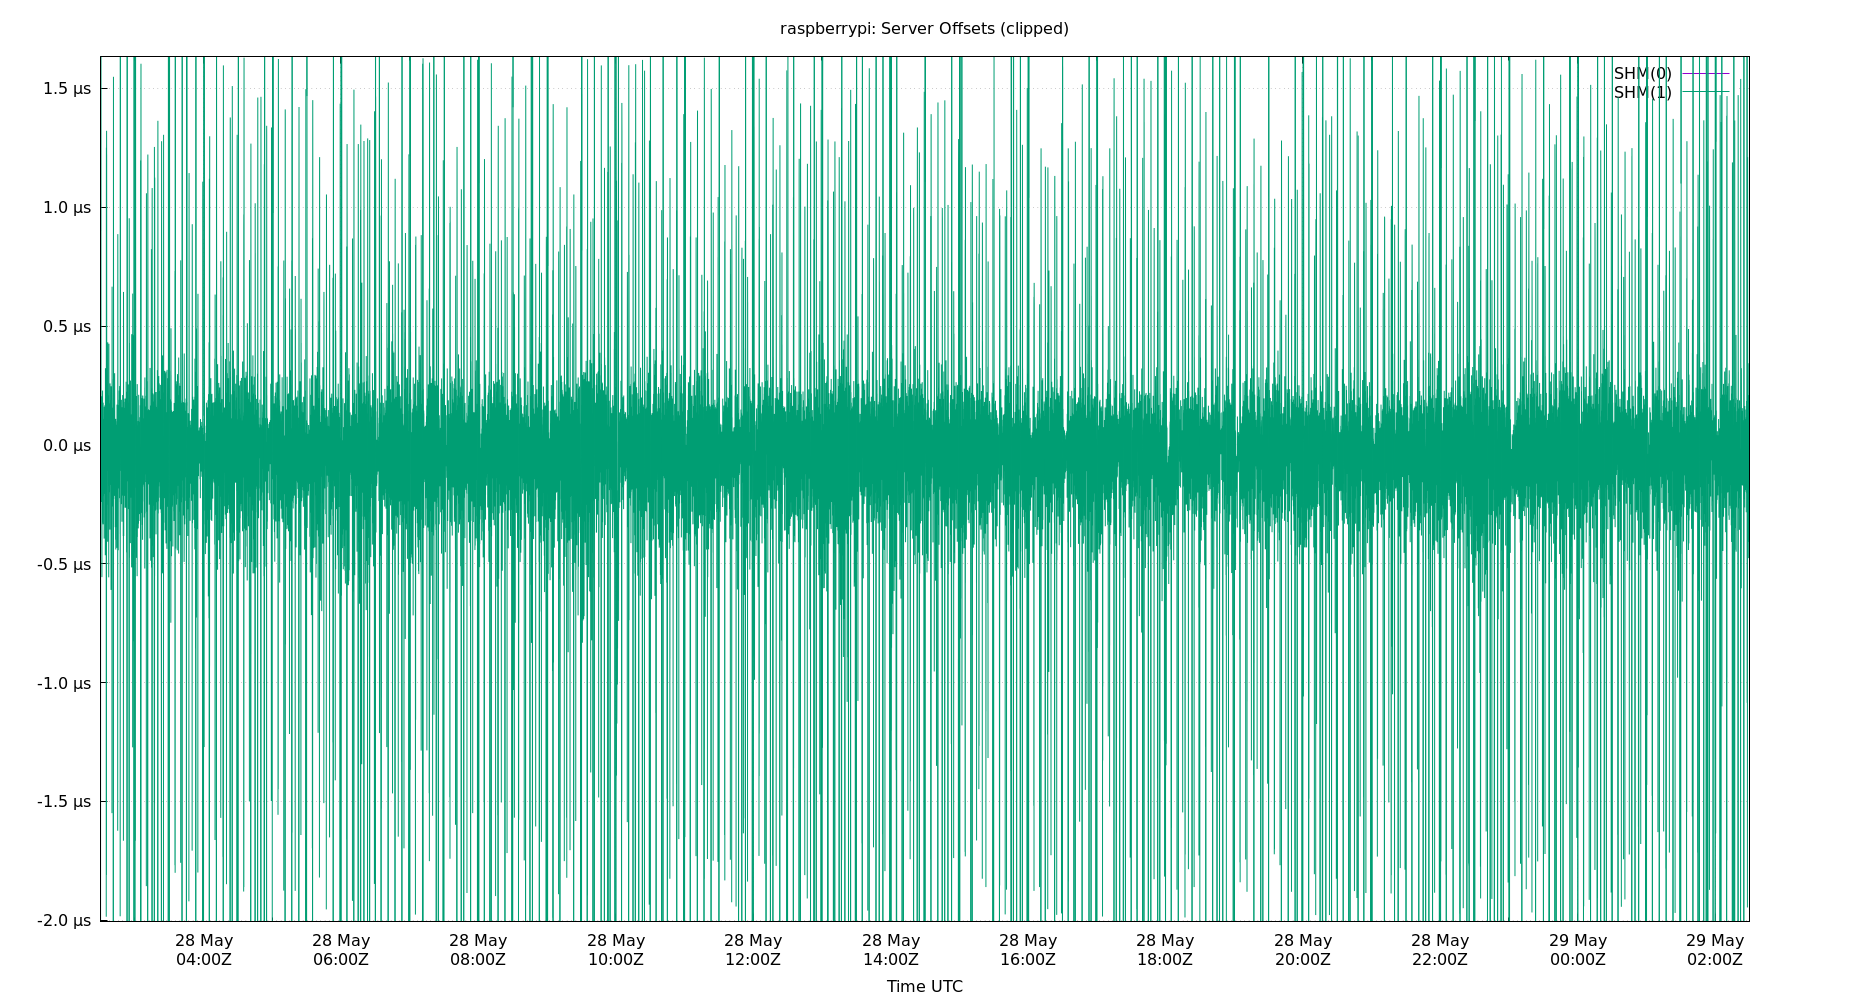 raspberrypi: Server Offsets (clipped)
SHM(0)
SHM(1)
1.5 µs
1.0 µs
0.5 µs
0.0 µs
-0.5 µs
-1.0 µs
-1.5 µs
-2.0 µs
28 May 28 May 28 May 28 May 28 May 28 May 28 May 28 May 28 May 28 May 29 May 29 May
04:00Z 06:00Z 08:00Z 10:00Z 12:00Z 14:00Z 16:00Z 18:00Z 20:00Z 22:00Z 00:00Z 02:00Z
Time UTC